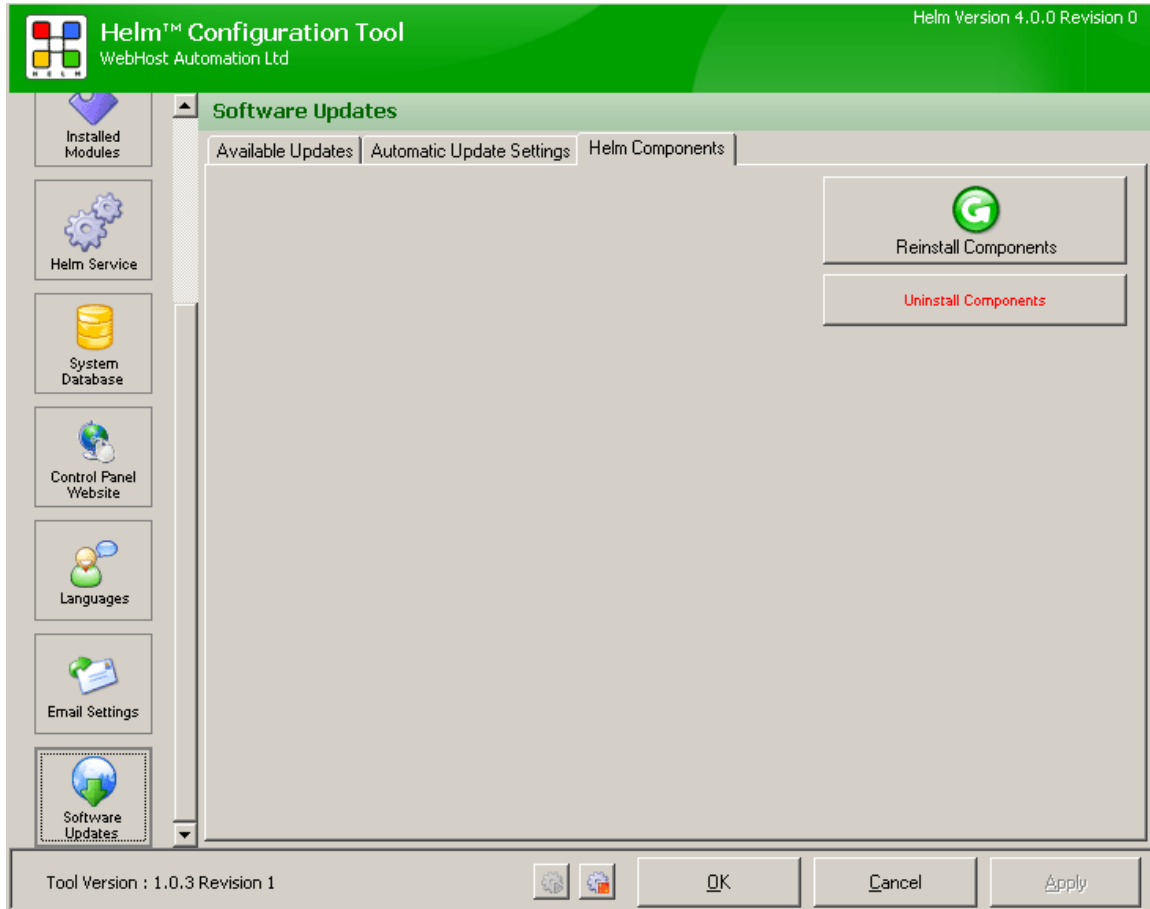 Helm™ Configuration Tool
WebHost Automation Ltd
H E L M
Helm Version 4.0.0 Revision 0
Installed
Modules
Helm Service
System
Database
Control Panel
Website
Languages
Email Settings
Software
Updates
Software Updates
Available Updates
Automatic Update Settings
Helm Components
Reinstall Components
Uninstall Components
Tool Version : 1.0.3 Revision 1
OK
Cancel
Apply